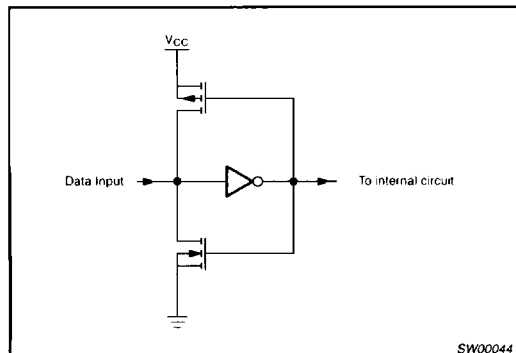 VCC
Data Input
To internal circuit
SW00044